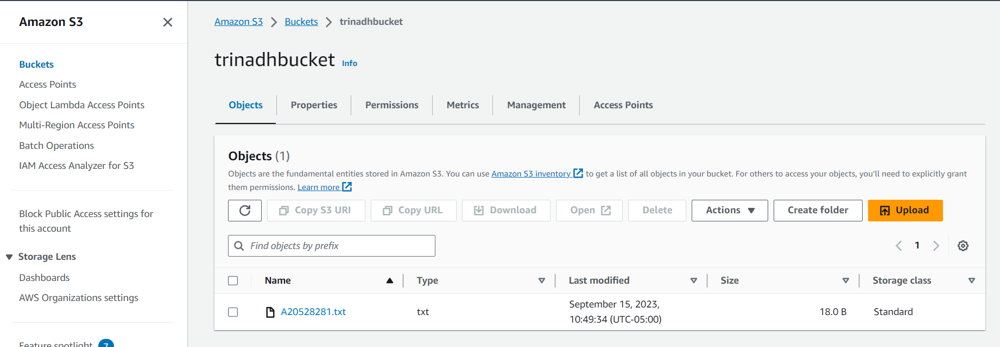 Amazon S3
Buckets
Access Points
Object Lambda Access Points
Multi-Region Access Points
Batch Operations
IAM Access Analyzer for S3
Block Public Access settings for
this account
Storage Lens
Dashboards
AWS Organizations settings
Feature spotlight 7
Amazon S3 > Buckets > trinadhbucket
trinadhbucket Info
Objects Properties Permissions Metrics Management Access Points
Objects (1)
Objects are the fundamental entities stored in Amazon S3. You can use Amazon S3 inventory to get a list of all objects in your bucket. For others to access your objects, you'll need to explicitly grant
them permissions. Learn more
Copy S3 URI Copy URL Download Open Delete Actions Create folder Upload
Find objects by prefix
1
Name Type Last modified Size Storage class
A20528281.txt txt September 15, 2023, 18.0 B Standard
10:49:34 (UTC-05:00)